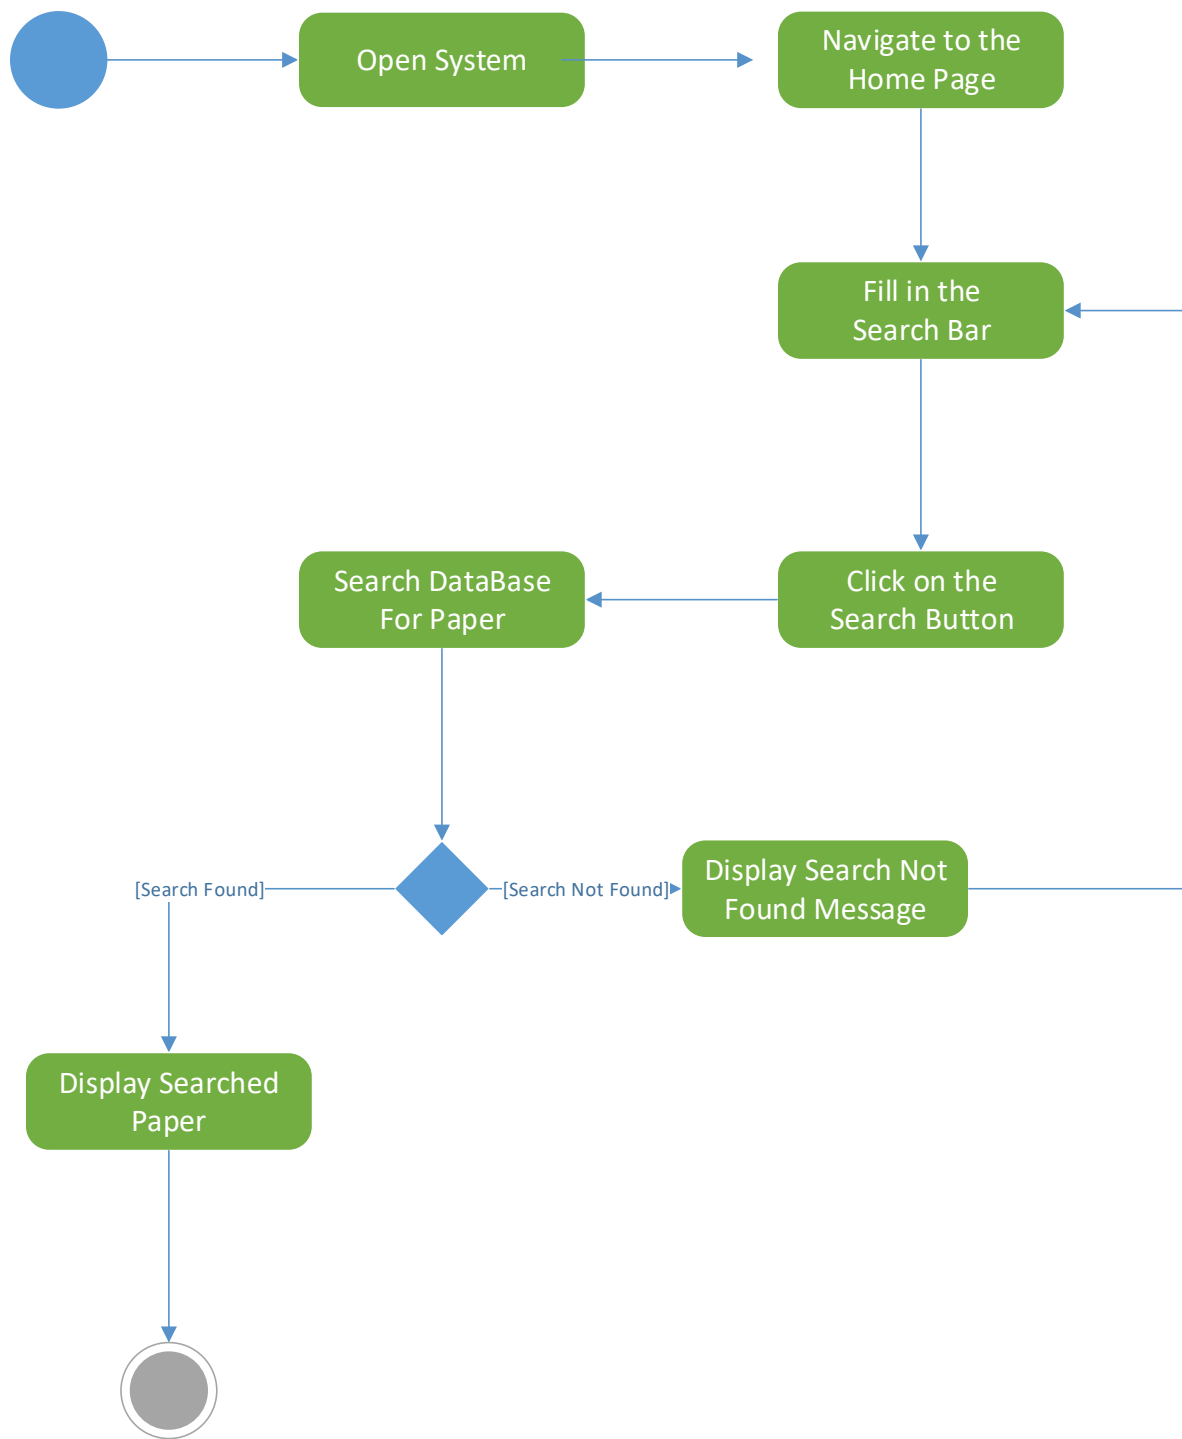 Open System
Navigate to the
Home Page
Fill in the
Search Bar
Search DataBase
For Paper
Click on the
Search Button
[Search Found]
[Search Not Found]
Display Search Not
Found Message
Display Searched
Paper